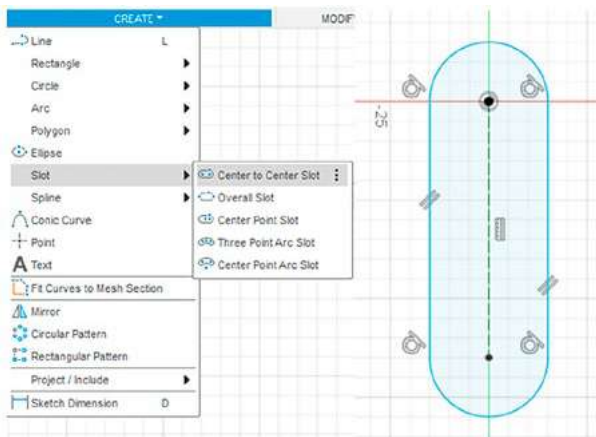 CREATE
MODIF
Line L
Rectangle
Circle
Arc
Polygon
Ellipse
Slot
Spline
Conic Curve
Point
Text
Fit Curves to Mesh Section
Mirror
Circular Pattern
Rectangular Pattern
Project / Include
Sketch Dimension D
Center to Center Slot
Overall Slot
Center Point Slot
Three Point Arc Slot
Center Point Arc Slot
-25